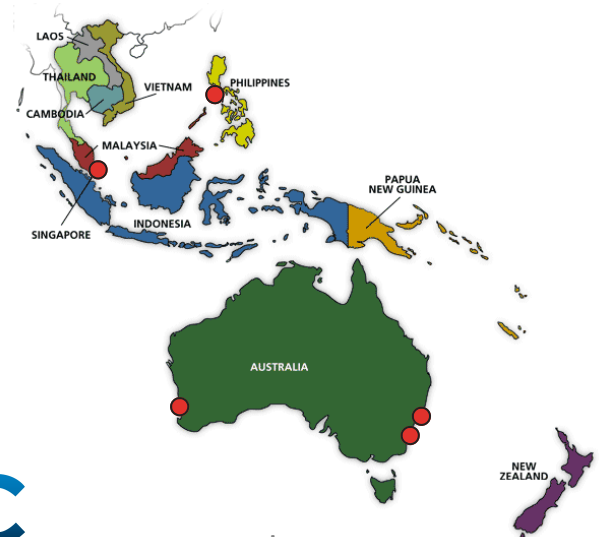 LAOS
THAILAND
VIETNAM
PHILIPPINES
CAMBODIA
MALAYSIA
PAPUA
NEW GUINEA
INDONESIA
SINGAPORE
AUSTRALIA
NEW
ZEALAND
C